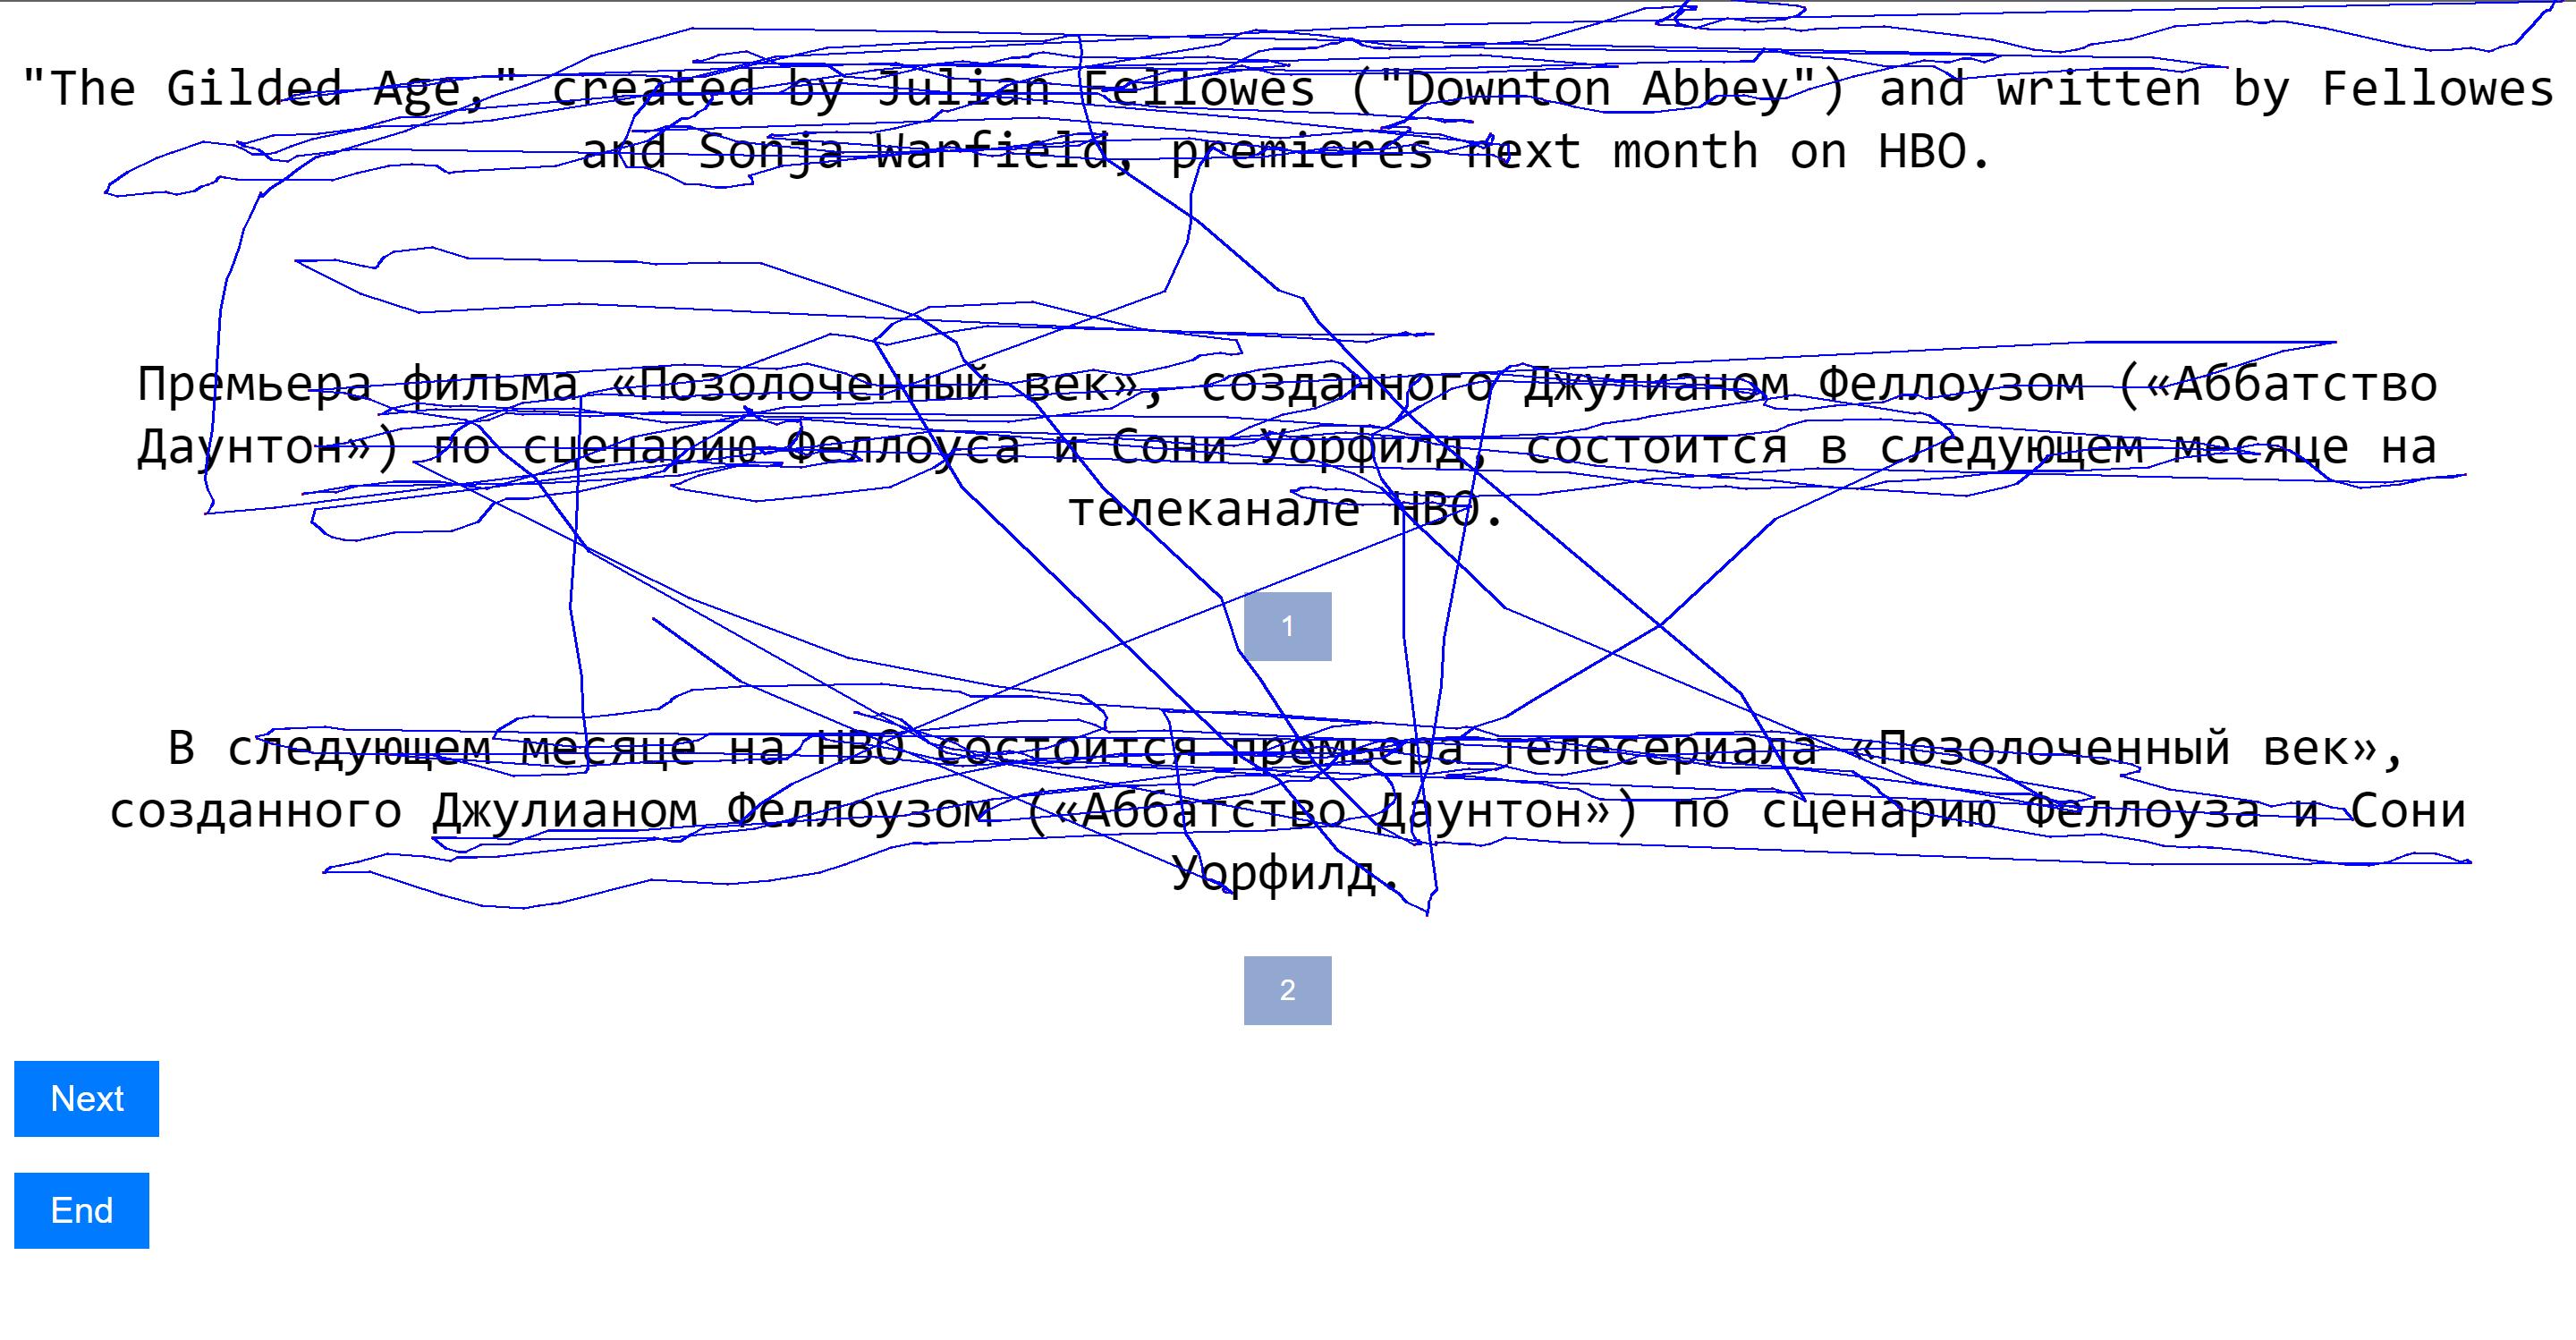 "The Gilded Age," created by Julian Fellowes ("Downton Abbey") and written by Fellowes
and Sonja Warfield, premieres next month on HBO.
Премьера фильма «Позолоченный век», созданного Джулианом Феллоузом («Аббатство
Даунтон») по сценарию Феллоуса и Сони Уорфилд, состоится в следующем месяце на
телеканале HBO.
1
В следующем месяце на HBO состоится премьера телесериала «Позолоченный век»,
созданного Джулианом Феллоузом («Аббатство Даунтон») по сценарию Феллоуза и Сони
Уорфилд.
2
Next
End